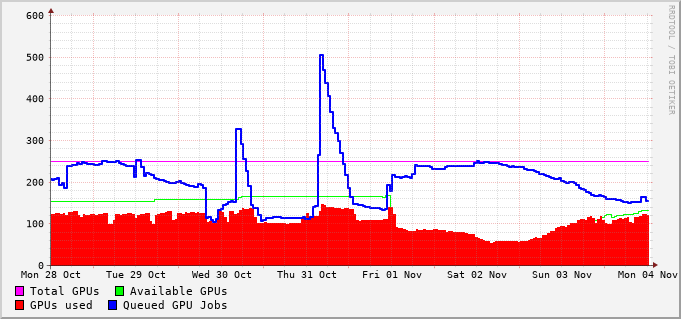 600
500
400
300
200
100
0
Mon 28 Oct Tue 29 Oct Wed 30 Oct Thu 31 Oct Fri 01 Nov Sat 02 Nov Sun 03 Nov Mon 04 Nov
Total GPUs Available GPUs
GPUs used Queued GPU Jobs
RRDTOOL / TOBI OETIKER